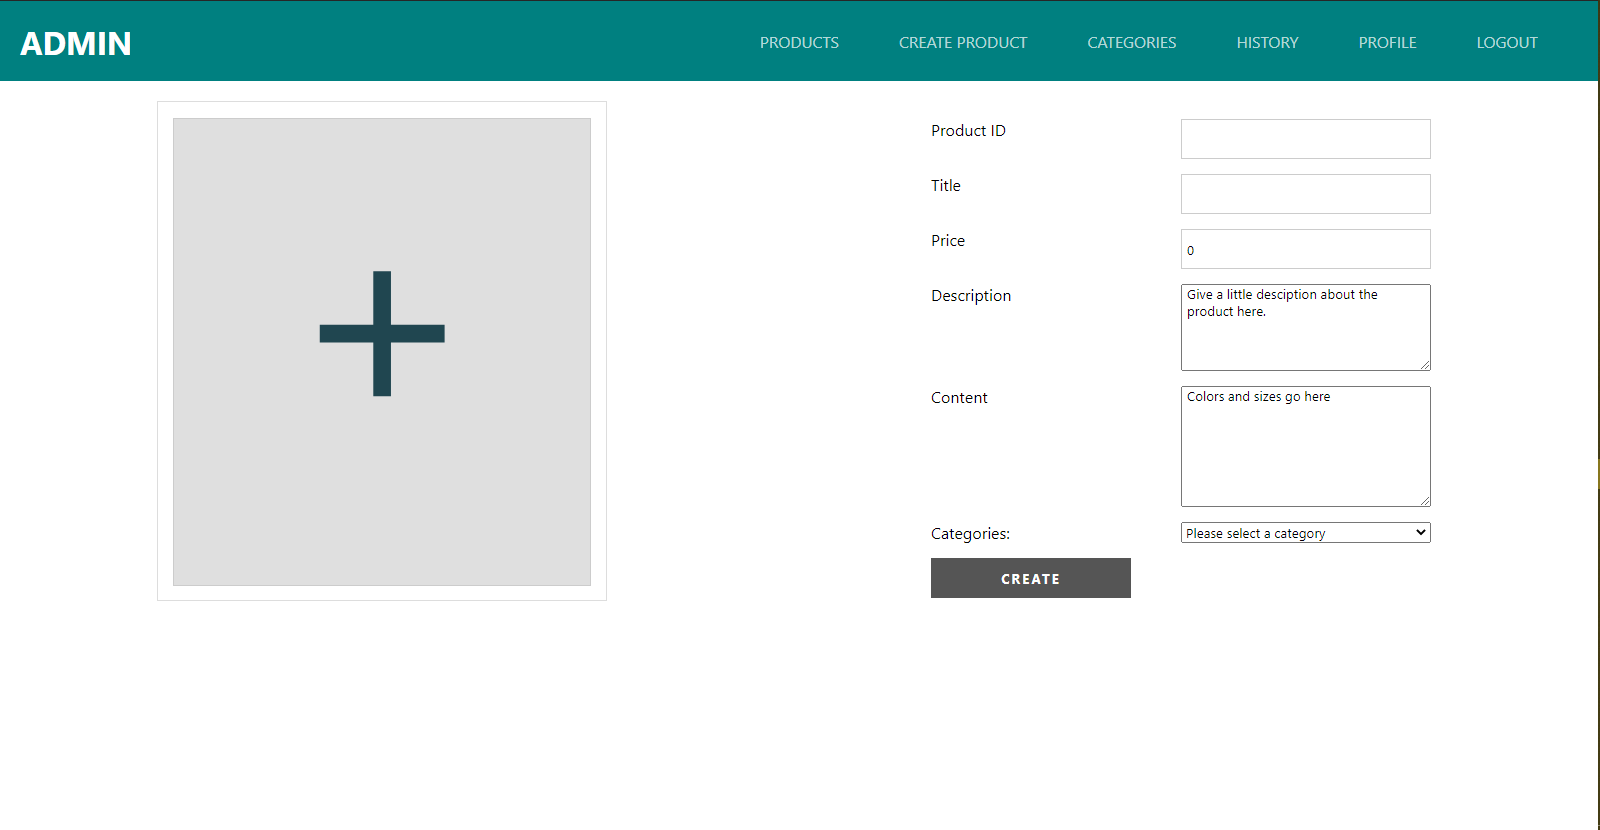 ADMIN
PRODUCTS
CREATE PRODUCT
CATEGORIES
HISTORY
PROFILE
LOGOUT
Product ID
Title
Price
0
Description
Give a little desciption about the
product here.
Content
Colors and sizes go here
Categories:
Please select a category
CREATE